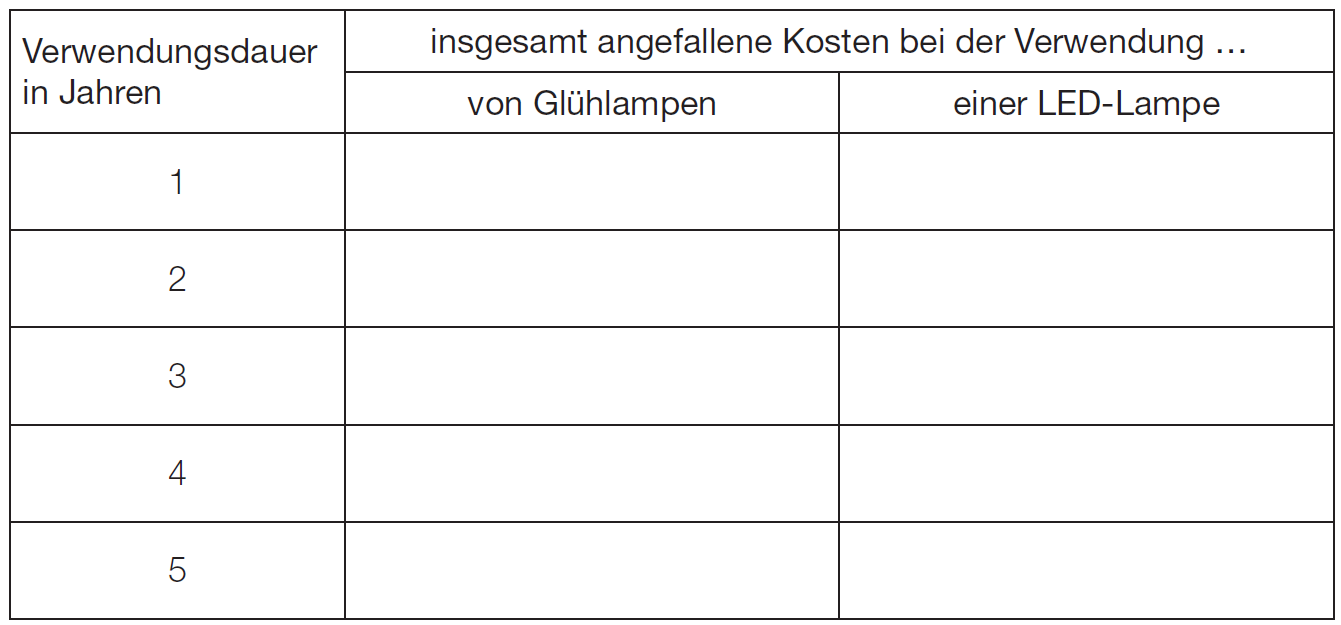 Verwendungsdauer
in Jahren
insgesamt angefallene Kosten bei der Verwendung …
von Glühlampen
einer LED-Lampe
1
2
3
4
5